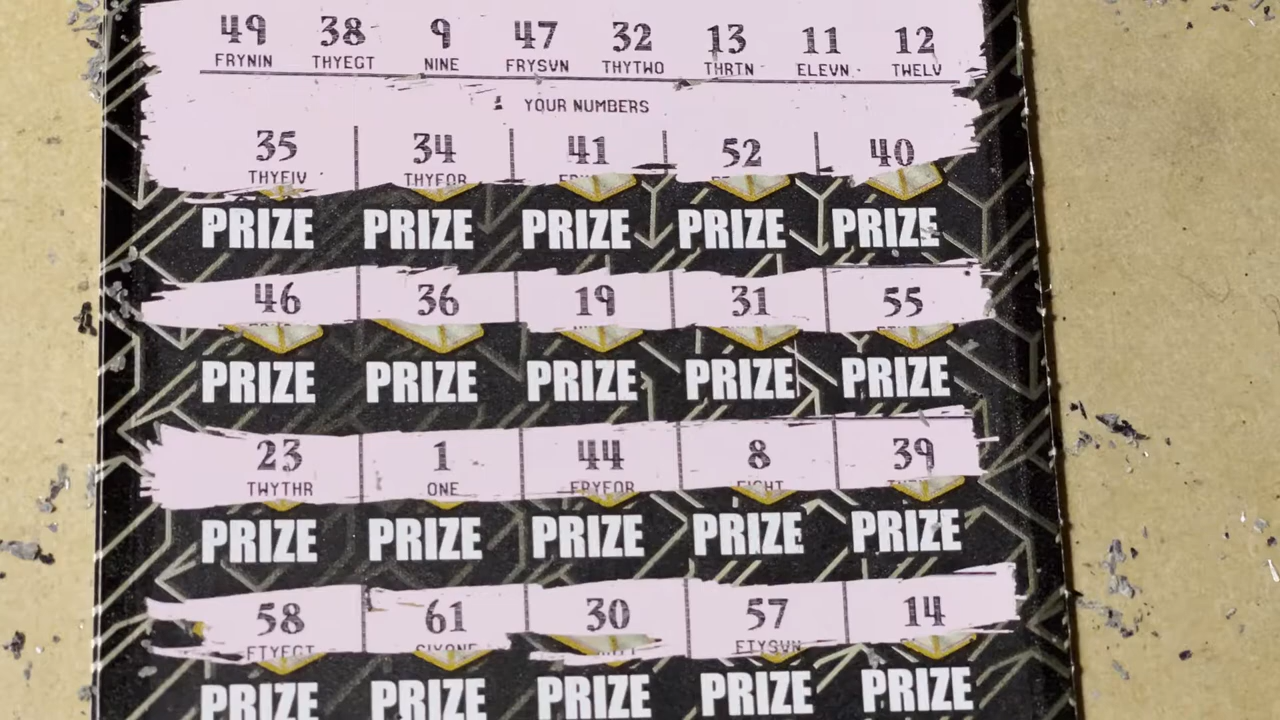 49 38 9 47 32 13 11 12
FRYNIN THYEGT NINE FRYSVN THYTWO THRTN ELEVN TWELV
YOUR NUMBERS
35 34 41 52 40
THYFIV THYFOR
PRIZE PRIZE PRIZE PRIZE PRIZE
46 36 19 31 55
PRIZE PRIZE PRIZE PRIZE PRIZE
23 1 44 8 39
TWYTHR ONE FRYFOR EIGHT
PRIZE PRIZE PRIZE PRIZE PRIZE
58 61 30 57 14
FTYEGT SIXONE FTYSVN
PRIZE PRIZE PRIZE PRIZE PRIZE